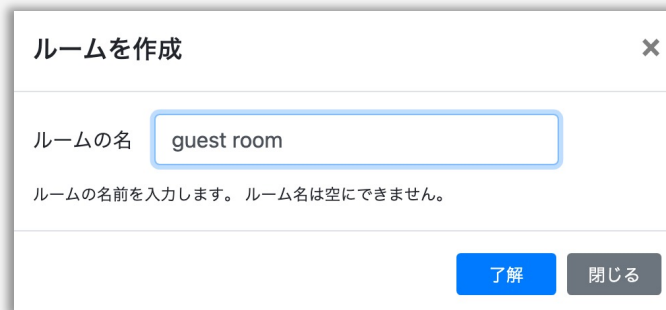 ルームを作成 ×
ルームの名 guest room
ルームの名前を入力します。 ルーム名は空にできません。
了解 閉じる